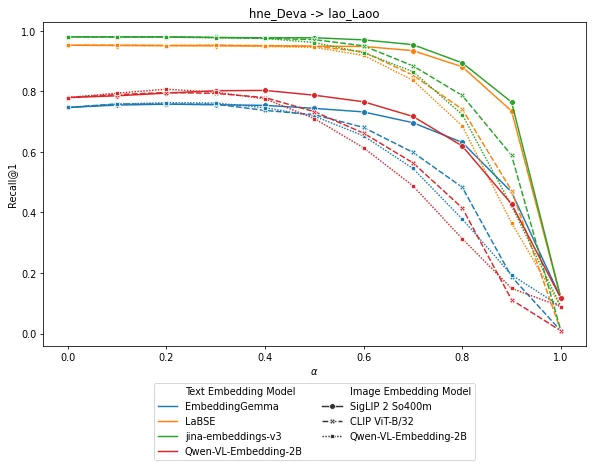 hne_Deva -> lao_Laoo
Recall@1
1.0
0.8
0.6
0.4
0.2
0.0
0.0 0.2 0.4 0.6 0.8 1.0
α
Text Embedding Model
EmbeddingGemma
LaBSE
jina-embeddings-v3
Qwen-VL-Embedding-2B
Image Embedding Model
SigLIP 2 So400m
CLIP ViT-B/32
Qwen-VL-Embedding-2B